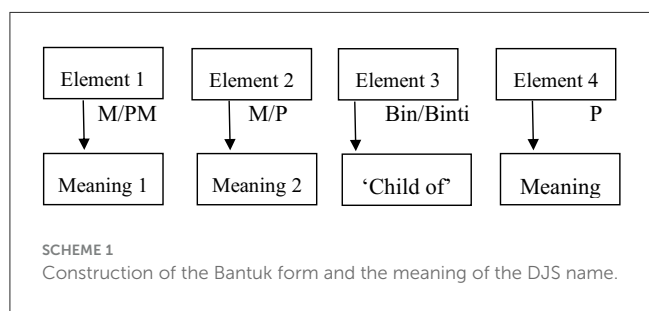 Element 1 Element 2 Element 3 Element 4
M/PM M/P Bin/Binti P
Meaning 1 Meaning 2 ‘Child of’ Meaning
SCHEME 1
Construction of the Bantuk form and the meaning of the DJS name.